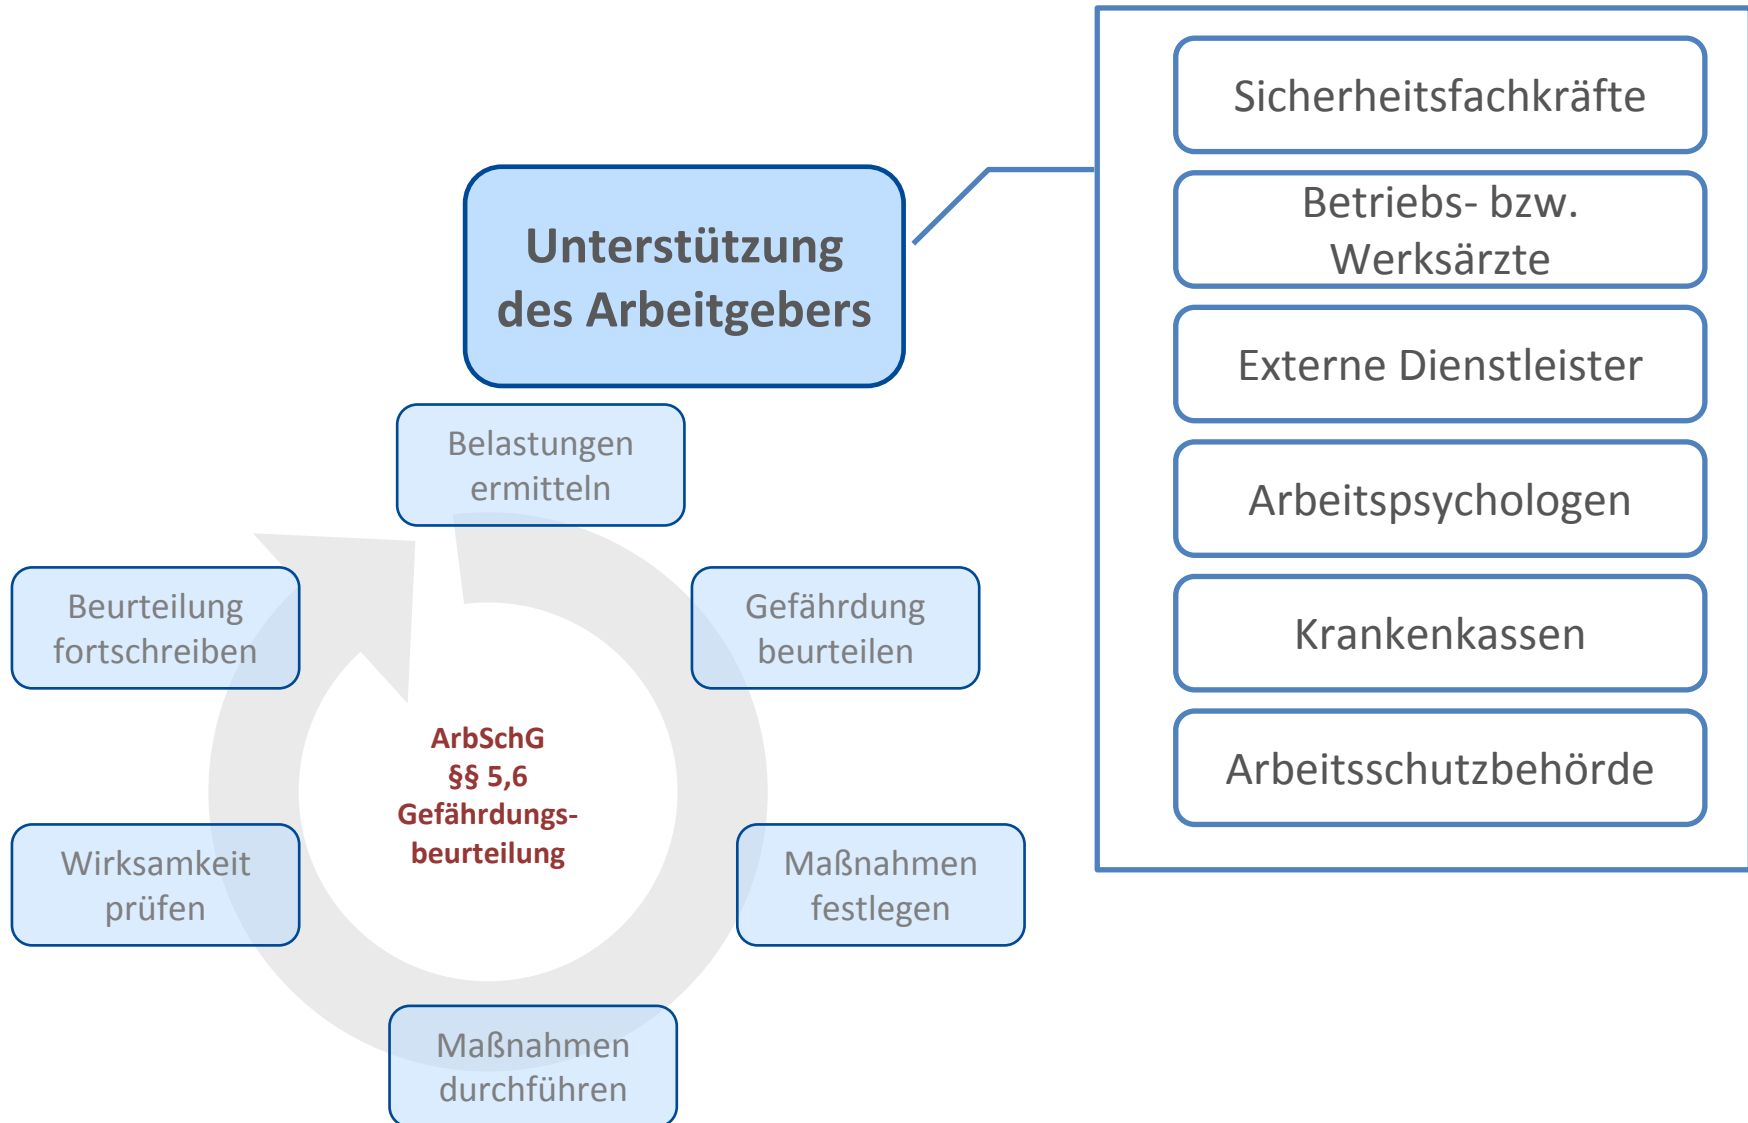 Unterstützung
des Arbeitgebers
Sicherheitsfachkräfte
Betriebs- bzw.
Werksärzte
Externe Dienstleister
Arbeitspsychologen
Krankenkassen
Arbeitsschutzbehörde
Belastungen
ermitteln
Gefährdung
beurteilen
Maßnahmen
festlegen
Maßnahmen
durchführen
Wirksamkeit
prüfen
Beurteilung
fortschreiben
ArbSchG
§§ 5,6
Gefährdungs-
beurteilung